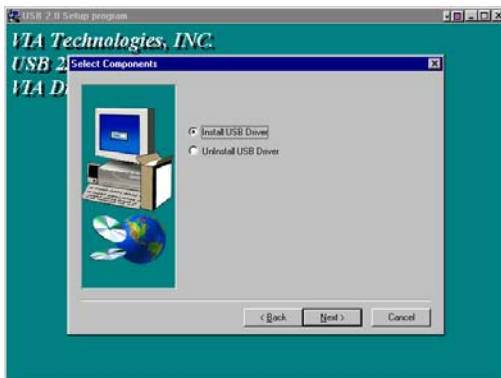 USB 2.0 Setup program
VIA Technologies, INC.
USB 2
VIA D
Select Components
Install USB Driver
UnInstall USB Driver
< Back
Next >
Cancel